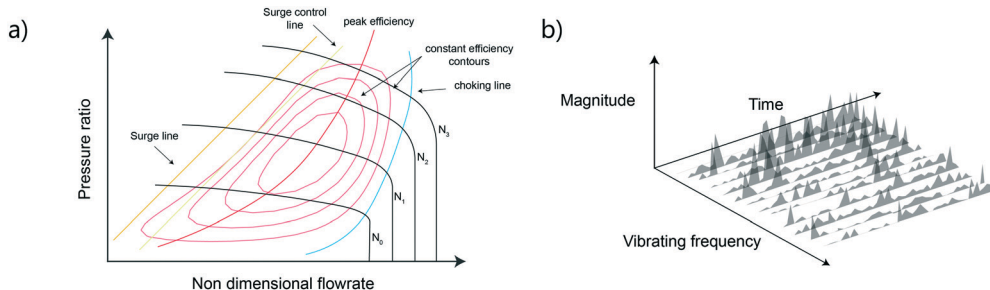 a)
Surge control
line
peak efficiency
constant efficiency
contours
choking line
Pressure ratio
Surge line
N3
N2
N1
N0
Non dimensional flowrate
b)
Magnitude
Time
Vibrating frequency